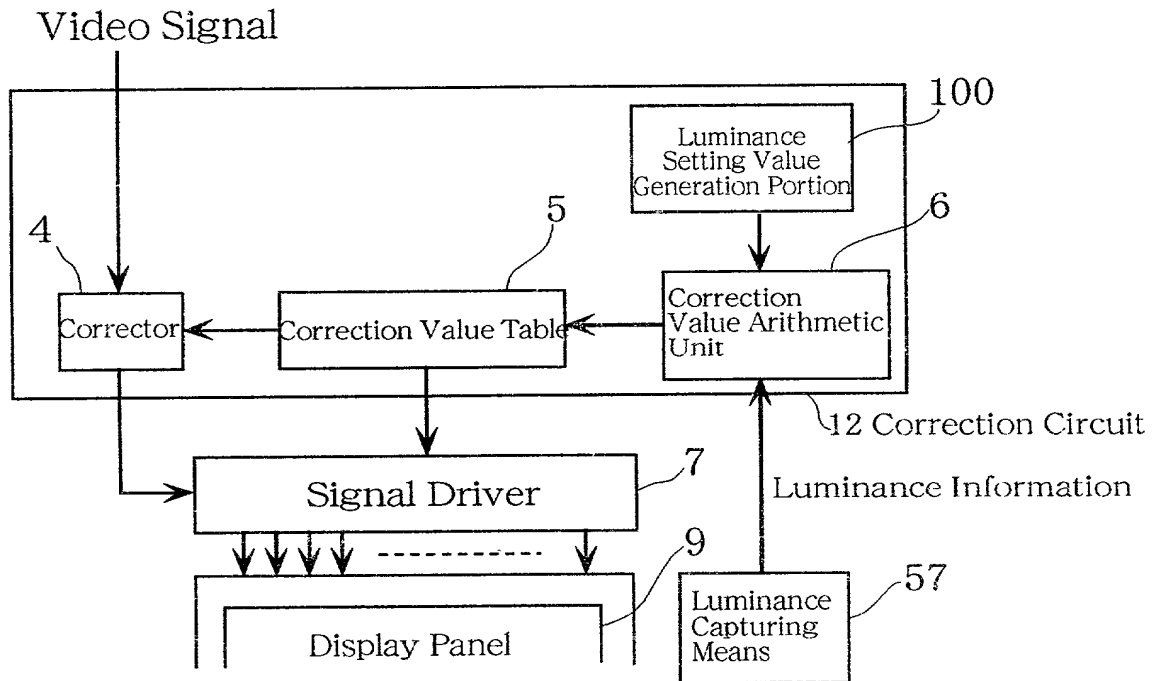 Video Signal
100
Luminance
Setting Value
Generation Portion
4
5
6
Corrector
Correction Value Table
Correction
Value Arithmetic
Unit
12 Correction Circuit
7
Signal Driver
Luminance Information
9
57
Display Panel
Luminance
Capturing
Means